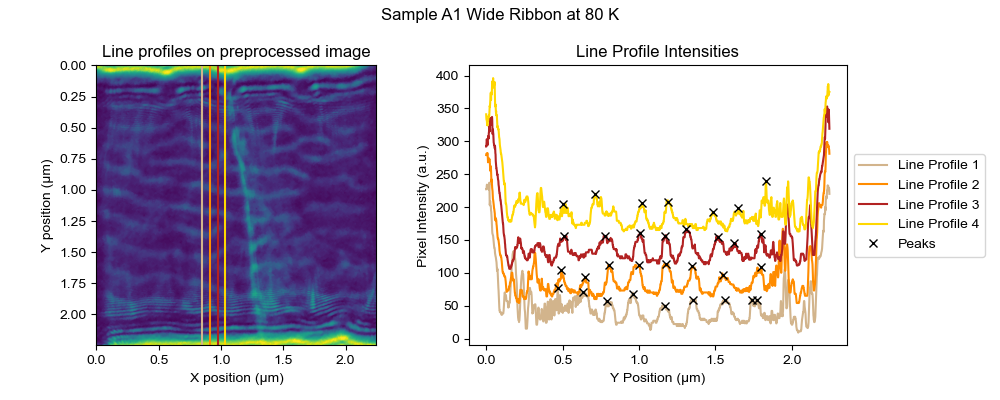 Sample A1 Wide Ribbon at 80 K
Line profiles on preprocessed image
0.00
0.25
0.50
0.75
1.00
1.25
1.50
1.75
2.00
Y position (µm)
0.0 0.5 1.0 1.5 2.0
X position (µm)
Line Profile Intensities
400
350
300
250
200
150
100
50
0
Pixel Intensity (a.u.)
0.0 0.5 1.0 1.5 2.0
Y Position (µm)
Line Profile 1
Line Profile 2
Line Profile 3
Line Profile 4
Peaks